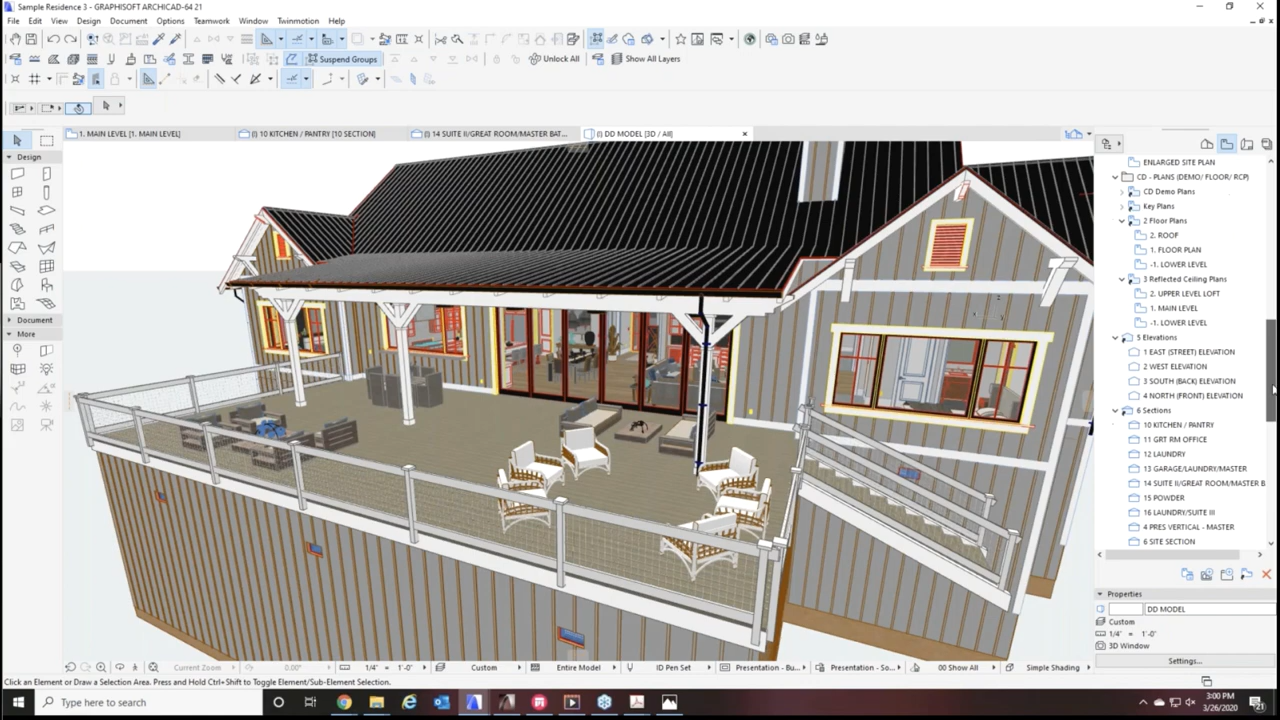 Sample Residence 3 - GRAPHISOFT ARCHICAD-64 21
File Edit View Design Document Options Teamwork Window Twinmotion Help
Suspend Groups
Unlock All
Show All Layers
1. MAIN LEVEL [1. MAIN LEVEL]
(!) 10 KITCHEN / PANTRY [10 SECTION]
(!) 14 SUITE II/GREAT ROOM/MASTER BAT...
(!) DD MODEL [3D / All]
Design
Document
More
ENLARGED SITE PLAN
CD - PLANS (DEMO/ FLOOR/ RCP)
CD Demo Plans
Key Plans
2 Floor Plans
2. ROOF
1. FLOOR PLAN
-1. LOWER LEVEL
3 Reflected Ceiling Plans
2. UPPER LEVEL LOFT
1. MAIN LEVEL
-1. LOWER LEVEL
5 Elevations
1 EAST (STREET) ELEVATION
2 WEST ELEVATION
3 SOUTH (BACK) ELEVATION
4 NORTH (FRONT) ELEVATION
6 Sections
10 KITCHEN / PANTRY
11 GRT RM OFFICE
12 LAUNDRY
13 GARAGE/LAUNDRY/MASTER
14 SUITE II/GREAT ROOM/MASTER B
15 POWDER
16 LAUNDRY/SUITE III
4 PRES VERTICAL - MASTER
6 SITE SECTION
Properties
DD MODEL
Custom
1/4" = 1'-0"
3D Window
Settings...
Current Zoom
0.00°
1/4" = 1'-0"
Custom
Entire Model
ID Pen Set
Presentation - Bu...
Presentation - So...
00 Show All
Simple Shading
Click an Element or Draw a Selection Area. Press and Hold Ctrl+Shift to Toggle Element/Sub-Element Selection.
Type here to search
3:00 PM
3/26/2020
21